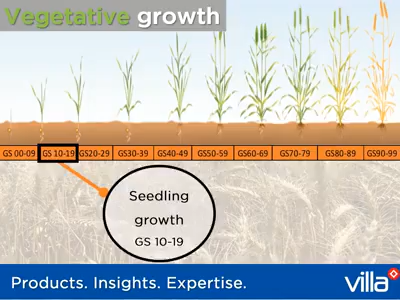 Vegetative growth
GS 00-09 GS 10-19 GS20-29 GS30-39 GS40-49 GS50-59 GS60-69 GS70-79 GS80-89 GS90-99
Seedling
growth
GS 10-19
Products. Insights. Expertise.
villa